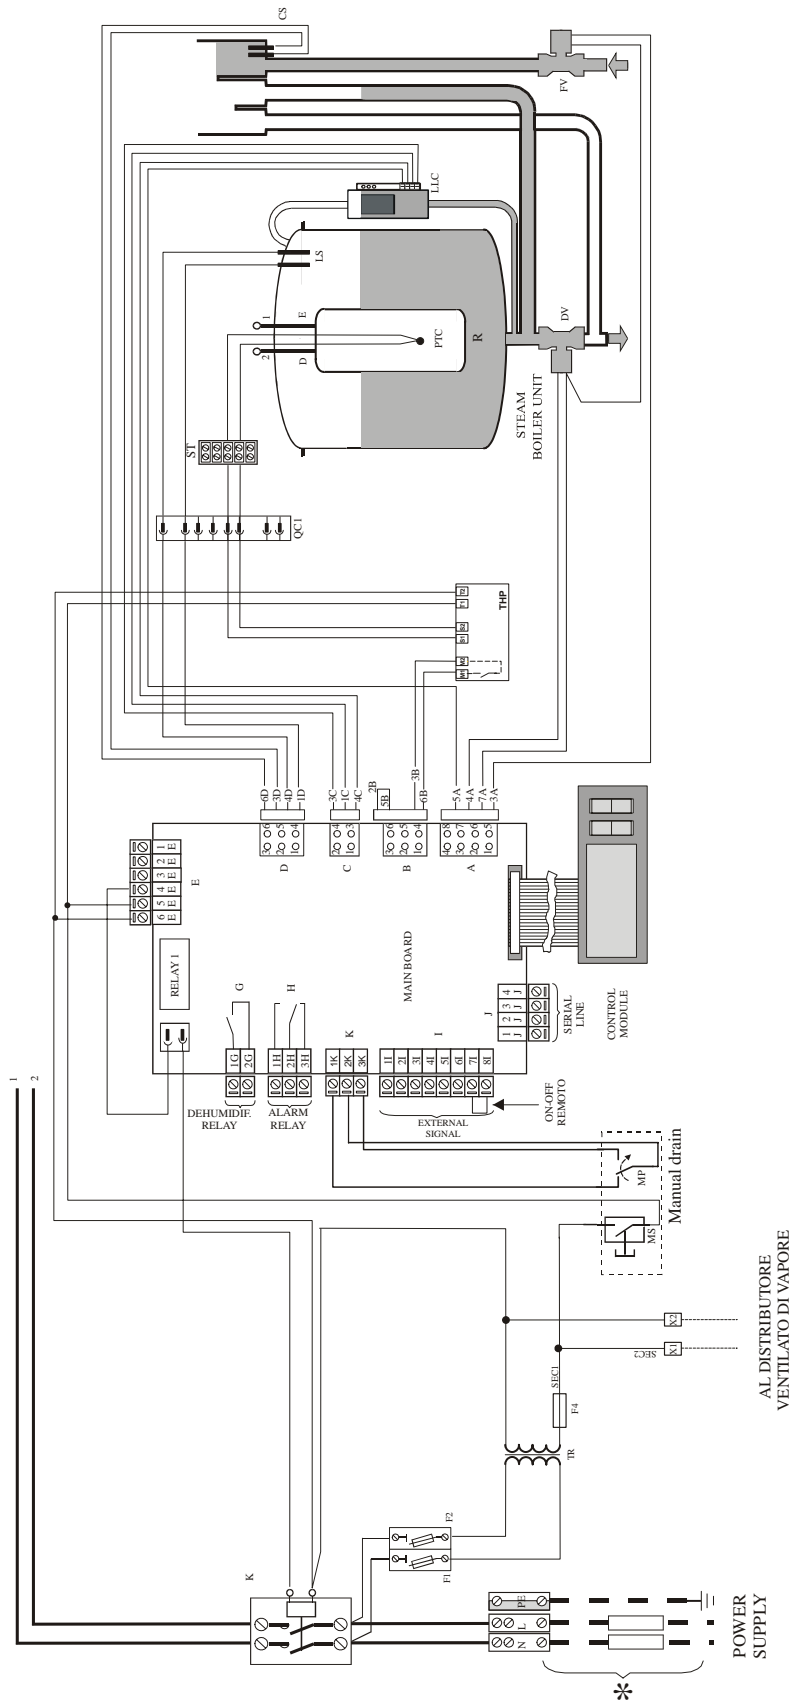 CS
FV
LLC
LS
1
E
2
D
PTC
R
DV
STEAM
BOILER UNIT
ST
QC1
T2
T1
S2
S1
M2
M1
THP
6D
3D
4D
1D
3C
1C
4C
2B
5B
3B
6B
5A
4A
7A
3A
3 6
2 5
1 4
D
2 4
1 3
C
3 6
2 5
1 4
B
4 8
3 7
2 6
1 5
A
1 E
2 E
3 E
4 E
5 E
6 E
E
RELAY 1
MAIN BOARD
G
1G
2G
DEHUMIDIF.
RELAY
H
1H
2H
3H
ALARM
RELAY
K
1K
2K
3K
I
1I
2I
3I
4I
5I
6I
7I
8I
EXTERNAL
SIGNAL
ON-OFF
REMOTO
J
1 J
2 J
3 J
4 J
SERIAL
LINE
CONTROL
MODULE
1
2
MP
MS
Manual drain
X2
X1
SEC2
SEC1
F4
TR
AL DISTRIBUTORE
VENTILATO DI VAPORE
K
F2
F1
PE
L
N
POWER
SUPPLY
*